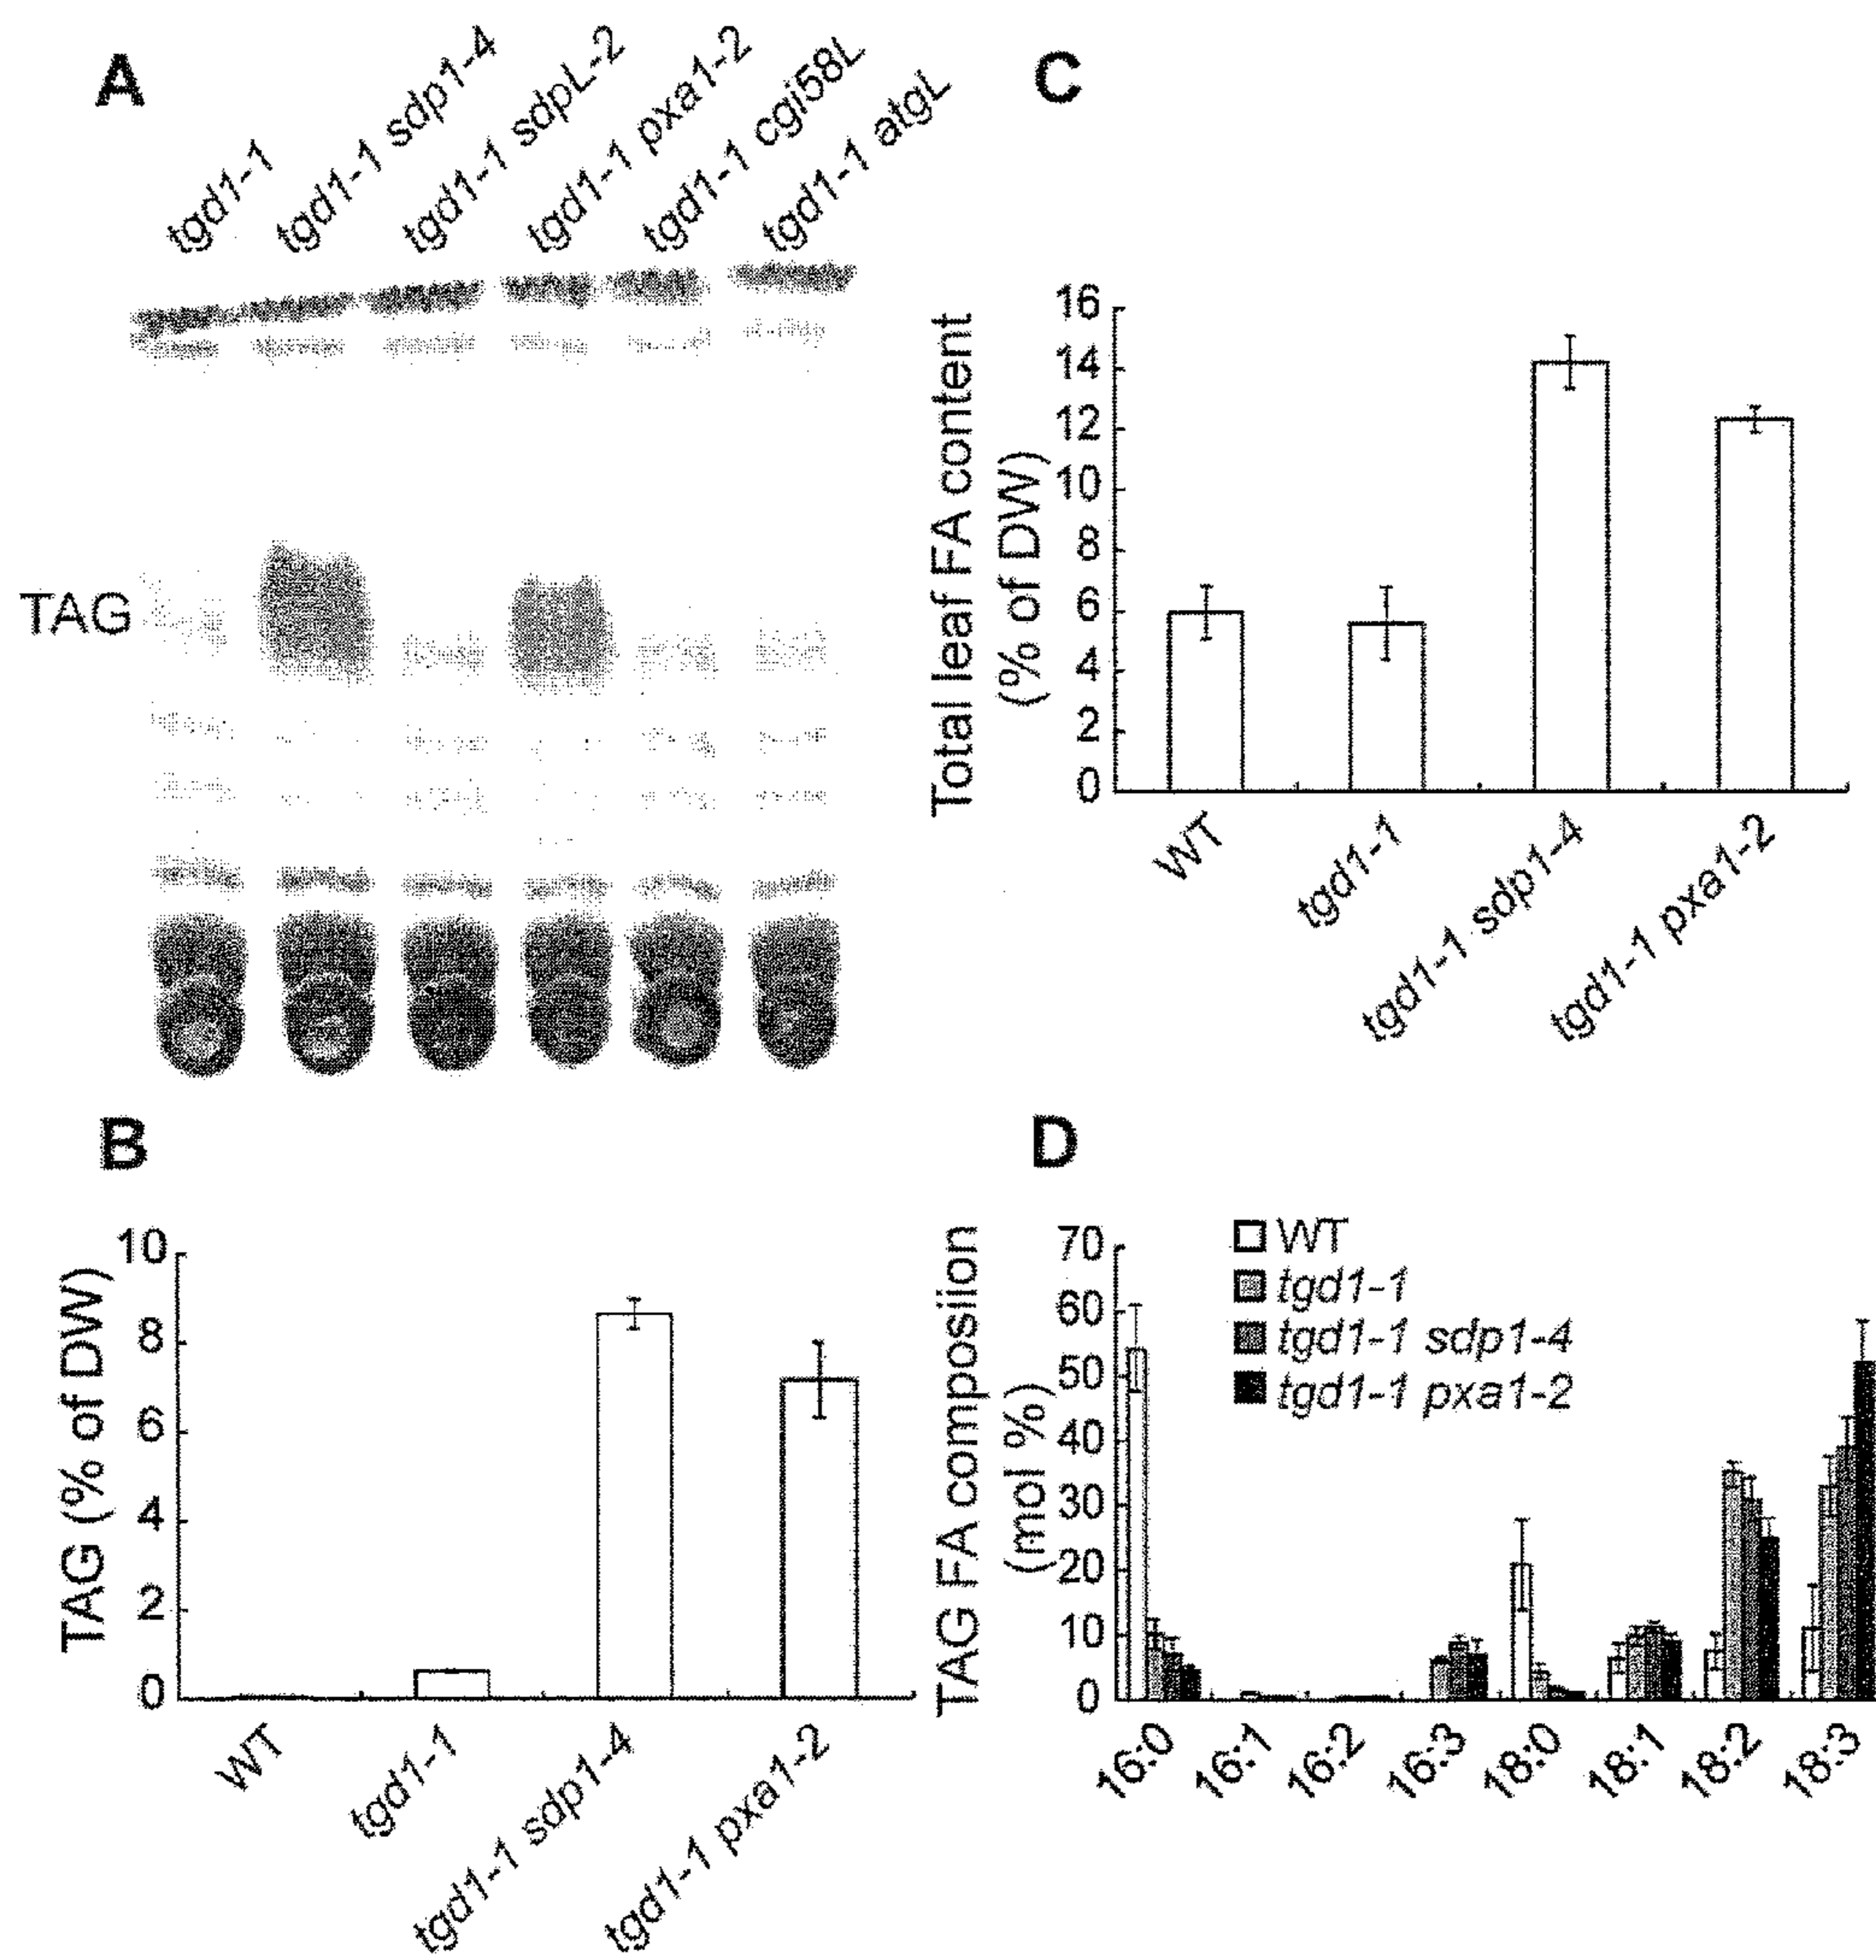 A
tgd1-1
tgd1-1 sdp1-4
tgd1-1 sdpL-2
tgd1-1 pxa1-2
tgd1-1 cgi58L
tgd1-1 atgL
TAG
C
Total leaf FA content
(% of DW)
16
14
12
10
8
6
4
2
0
WT
tgd1-1
tgd1-1 sdp1-4
tgd1-1 pxa1-2
B
TAG (% of DW)
10
8
6
4
2
0
WT
tgd1-1
tgd1-1 sdp1-4
tgd1-1 pxa1-2
D
TAG FA composiion
(mol %)
70
60
50
40
30
20
10
0
WT
tgd1-1
tgd1-1 sdp1-4
tgd1-1 pxa1-2
16:0
16:1
16:2
16:3
18:0
18:1
18:2
18:3